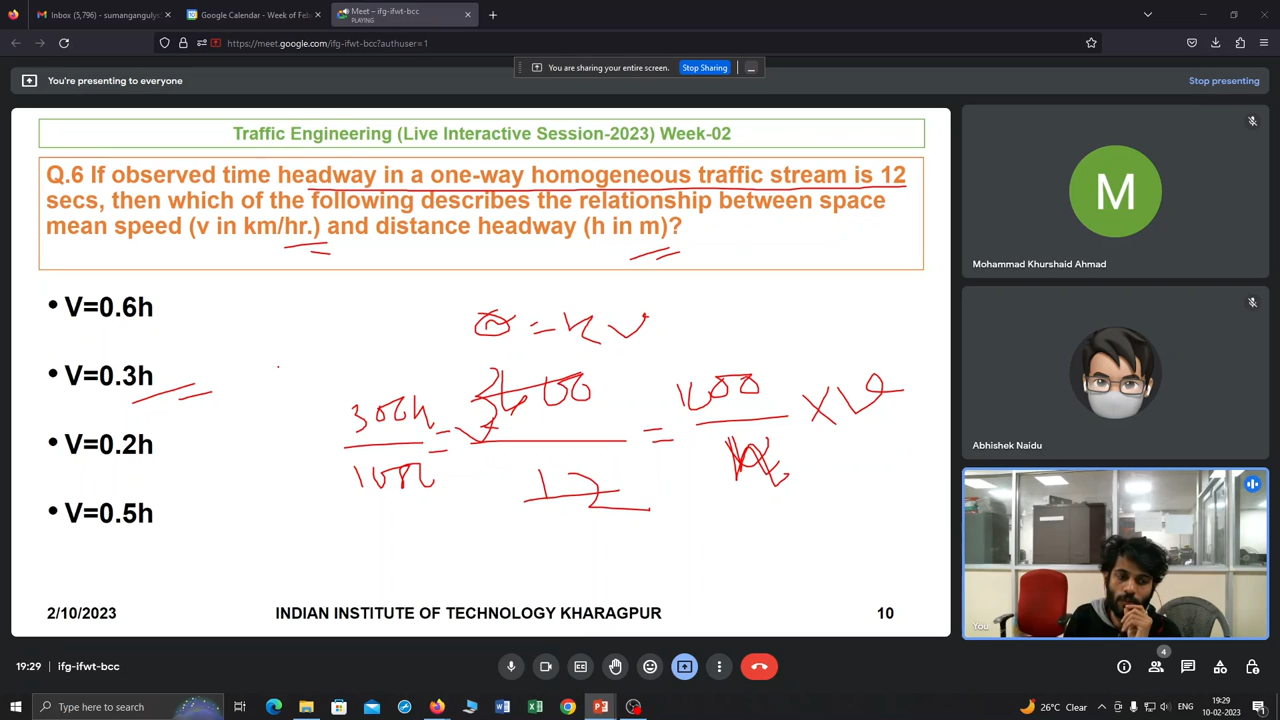 Inbox (5,796) - sumangangulys
Google Calendar - Week of Feb
Meet – ifg-ifwt-bcc
PLAYING
https://meet.google.com/ifg-ifwt-bcc?authuser=1
You are sharing your entire screen.
Stop Sharing
You're presenting to everyone
Stop presenting
Traffic Engineering (Live Interactive Session-2023) Week-02
Q.6 If observed time headway in a one-way homogeneous traffic stream is 12
secs, then which of the following describes the relationship between space
mean speed (v in km/hr.) and distance headway (h in m)?
• V=0.6h
• V=0.3h
• V=0.2h
• V=0.5h
= k v
300h = 3600 = 1000 × v
1000 12
2/10/2023 INDIAN INSTITUTE OF TECHNOLOGY KHARAGPUR 10
M
Mohammad Khurshaid Ahmad
Abhishek Naidu
You
19:29 ifg-ifwt-bcc
4
Type here to search
26°C Clear
ENG
19:29
10-02-2023